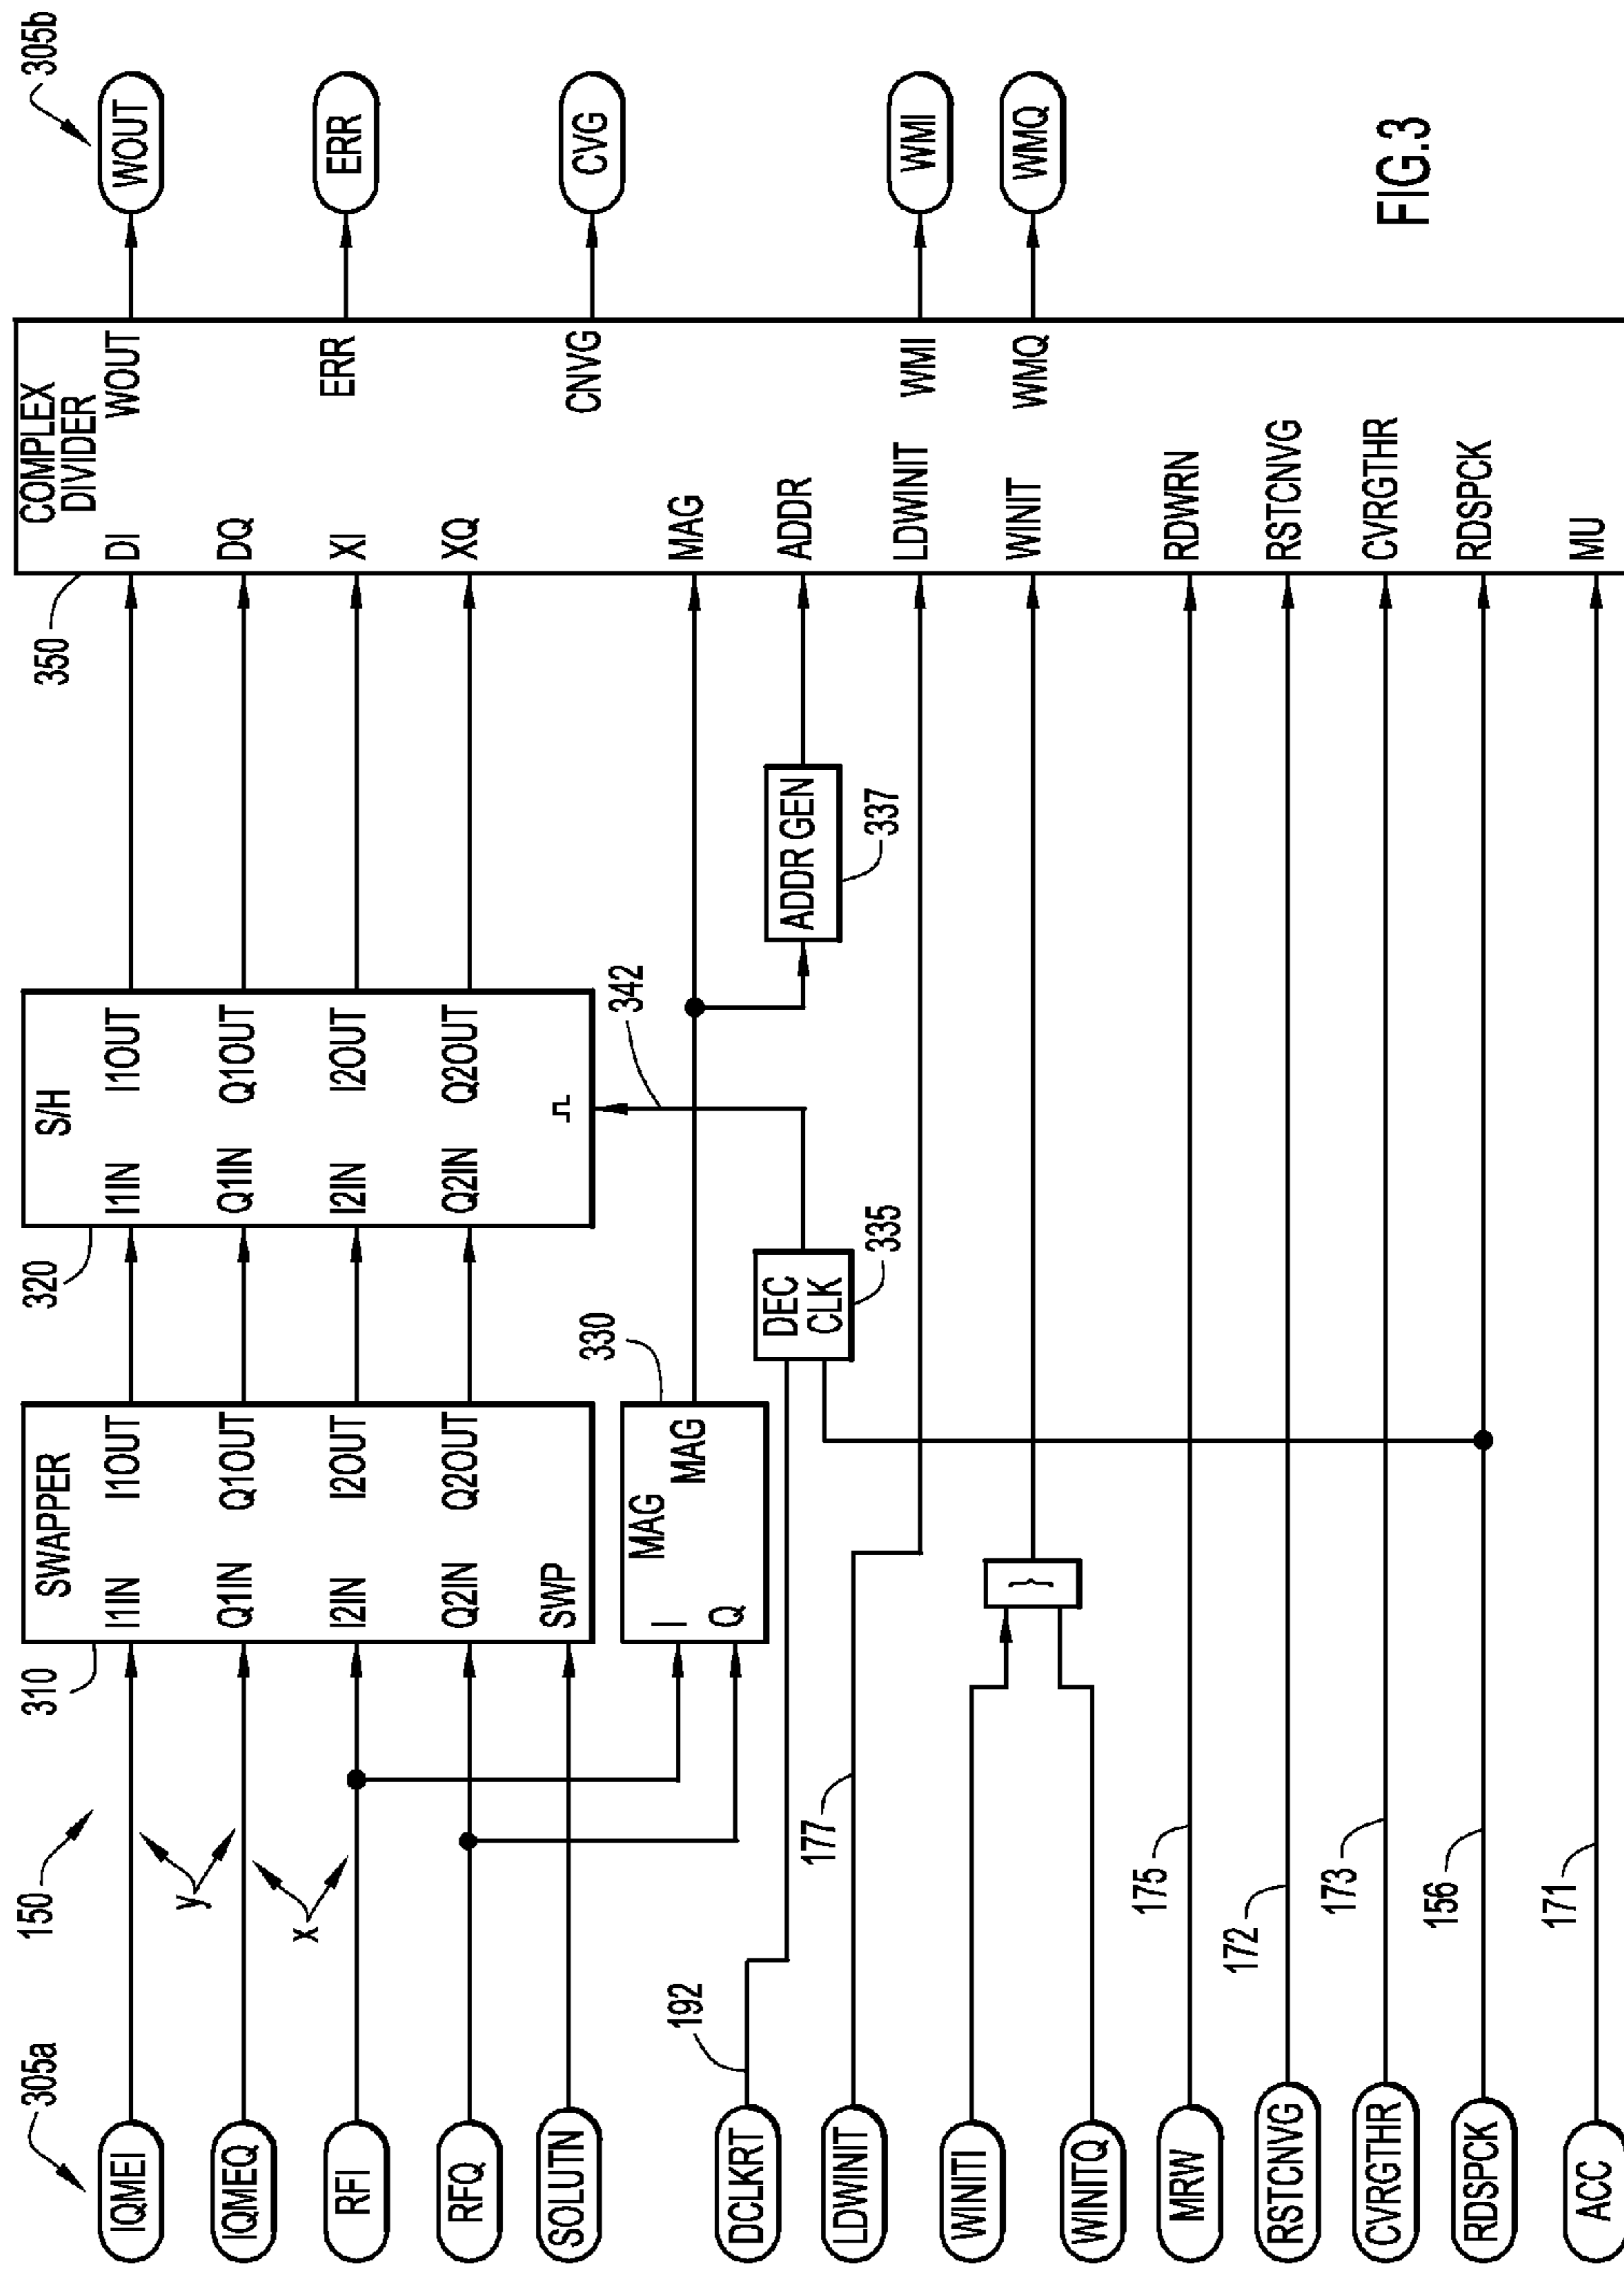 305a
150
310
320
350
305b
IQMEI
IQMEQ
RFI
RFQ
SOLUTN
DCLKRT
LDWINIT
WINITI
WINITQ
MRW
RSTCNVG
CVRGTHR
RDSPCK
ACC
y
x
192
177
175
172
173
156
171
SWAPPER
I1IN I1OUT
Q1IN Q1OUT
I2IN I2OUT
Q2IN Q2OUT
SWP
330
MAG
I MAG
Q
S/H
I1IN I1OUT
Q1IN Q1OUT
I2IN I2OUT
Q2IN Q2OUT
342
DEC
CLK
335
ADDR GEN
337
}
COMPLEX
DIVIDER
DI WOUT
DQ
XI ERR
XQ
CNVG
MAG
ADDR
LDWINIT WMI
WINIT WMQ
RDWRN
RSTCNVG
CVRGTHR
RDSPCK
MU
WOUT
ERR
CVG
WMI
WMQ
FIG.3